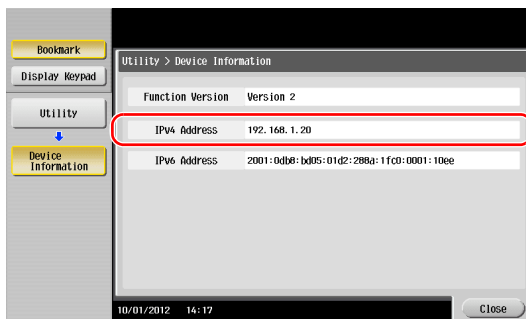 Bookmark
Display Keypad
Utility
Device
Information
Utility > Device Information
Function Version Version 2
IPv4 Address 192.168.1.20
IPv6 Address 2001:0db8:bd05:01d2:288a:1fc0:0001:10ee
10/01/2012 14:17
Close